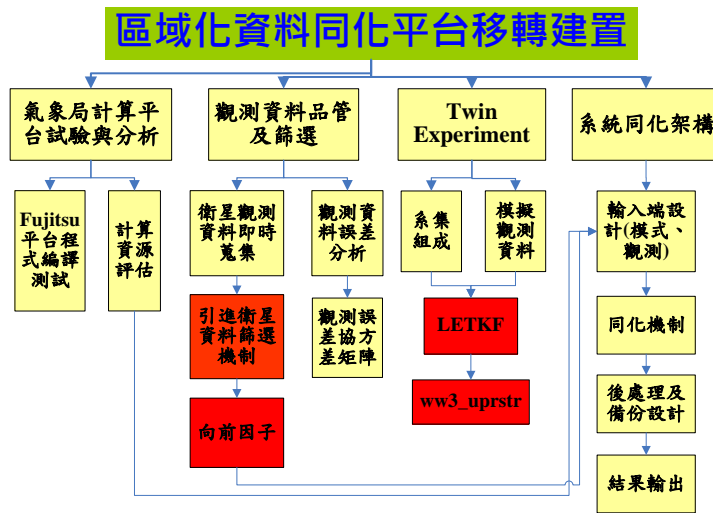 區域化資料同化平台移轉建置
氣象局計算平
台試驗與分析
觀測資料品管
及篩選
Twin
Experiment
系統同化架構
Fujitsu
平台程
式編譯
測試
計算
資源
評估
衛星觀測
資料即時
蒐集
觀測資
料誤差
分析
系集
組成
模擬
觀測
資料
輸入端設
計(模式、
觀測)
引進衛星
資料篩選
機制
觀測誤
差協方
差矩陣
LETKF
同化機制
向前因子
ww3_uprstr
後處理及
備份設計
結果輸出